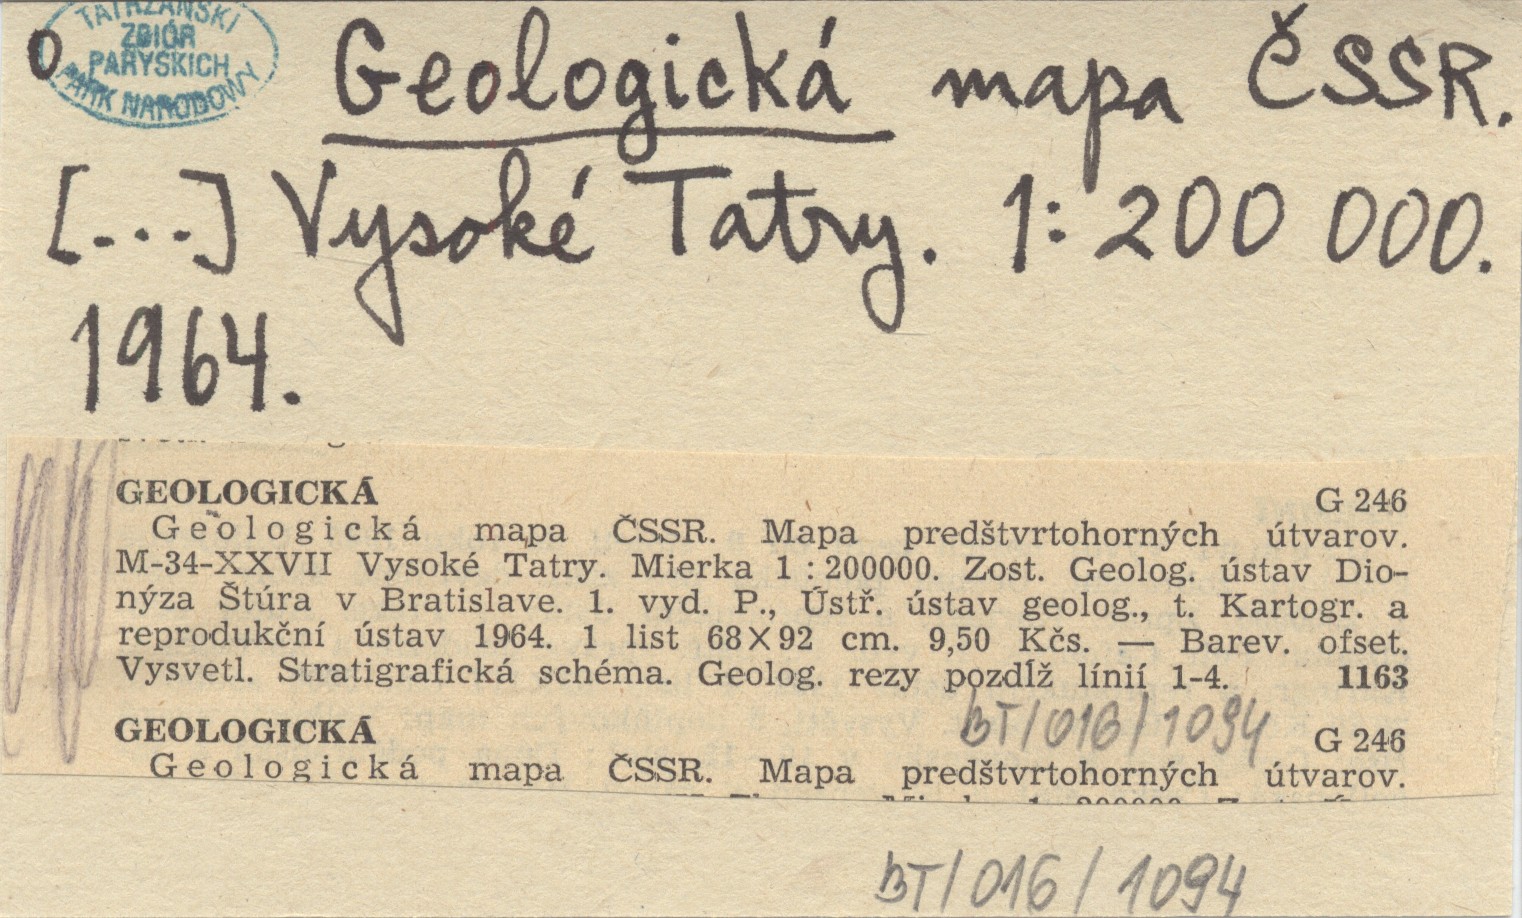 TATRZAŃSKI
ZBIÓR
PARYSKICH
PARK NARODOWY
O
Geologická mapa ČSSR.
[...] Vysoké Tatry. 1:200 000.
1964.
GEOLOGICKÁ G 246
Geologická mapa ČSSR. Mapa predštvrtohorných útvarov.
M-34-XXVII Vysoké Tatry. Mierka 1 : 200000. Zost. Geolog. ústav Dio-
nýza Štúra v Bratislave. 1. vyd. P., Ústř. ústav geolog., t. Kartogr. a
reprodukční ústav 1964. 1 list 68×92 cm. 9,50 Kčs. — Barev. ofset.
Vysvetl. Stratigrafická schéma. Geolog. rezy pozdĺž línií 1-4. 1163
BT/016/1094
GEOLOGICKÁ G 246
Geologická mapa ČSSR. Mapa predštvrtohorných útvarov.
BT/016/1094